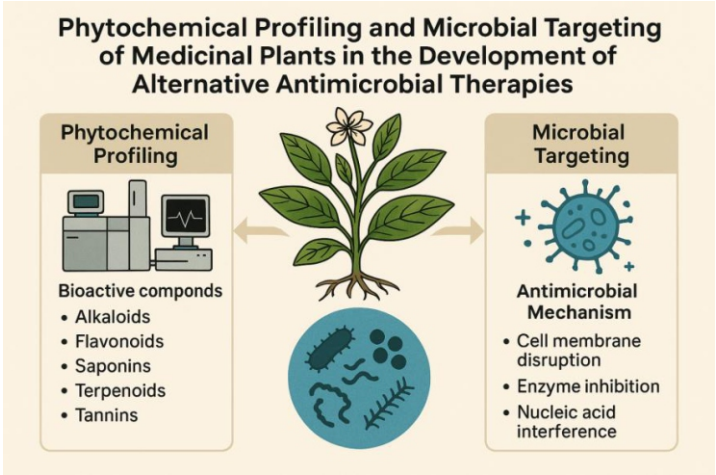 Phytochemical Profiling and Microbial Targeting
of Medicinal Plants in the Development of
Alternative Antimicrobial Therapies
Phytochemical
Profiling
Bioactive componds
• Alkaloids
• Flavonoids
• Saponins
• Terpenoids
• Tannins
Microbial
Targeting
Antimicrobial
Mechanism
• Cell membrane
disruption
• Enzyme inhibition
• Nucleic acid
interference